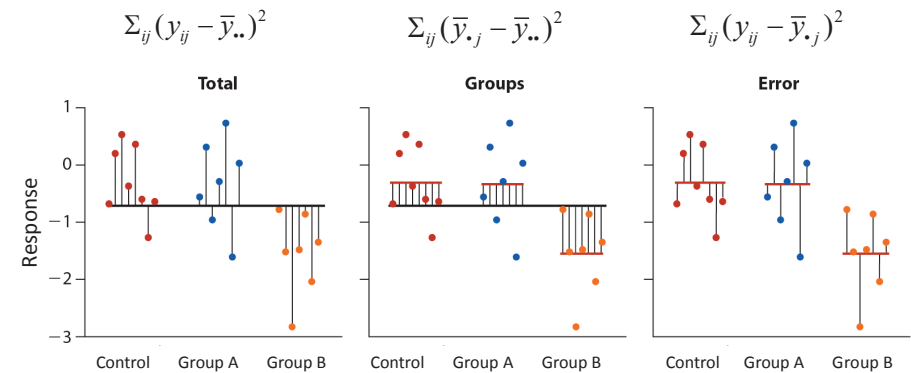 Σij(yij − y̅••)²   Σij(y̅•j − y̅••)²   Σij(yij − y̅•j)²
Total   Groups   Error
Response
1
0
−1
−2
−3
Control   Group A   Group B   Control   Group A   Group B   Control   Group A   Group B